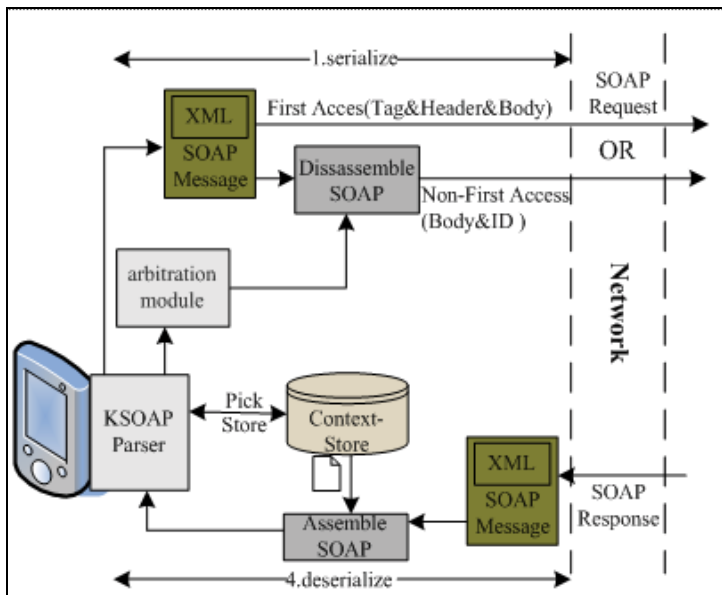 1.serialize
XML
SOAP
Message
First Acces(Tag&Header&Body)
SOAP
Request
OR
Dissassemble
SOAP
Non-First Access
(Body&ID )
arbitration
module
Network
KSOAP
Parser
Pick
Store
Context-
Store
XML
SOAP
Message
SOAP
Response
Assemble
SOAP
4.deserialize